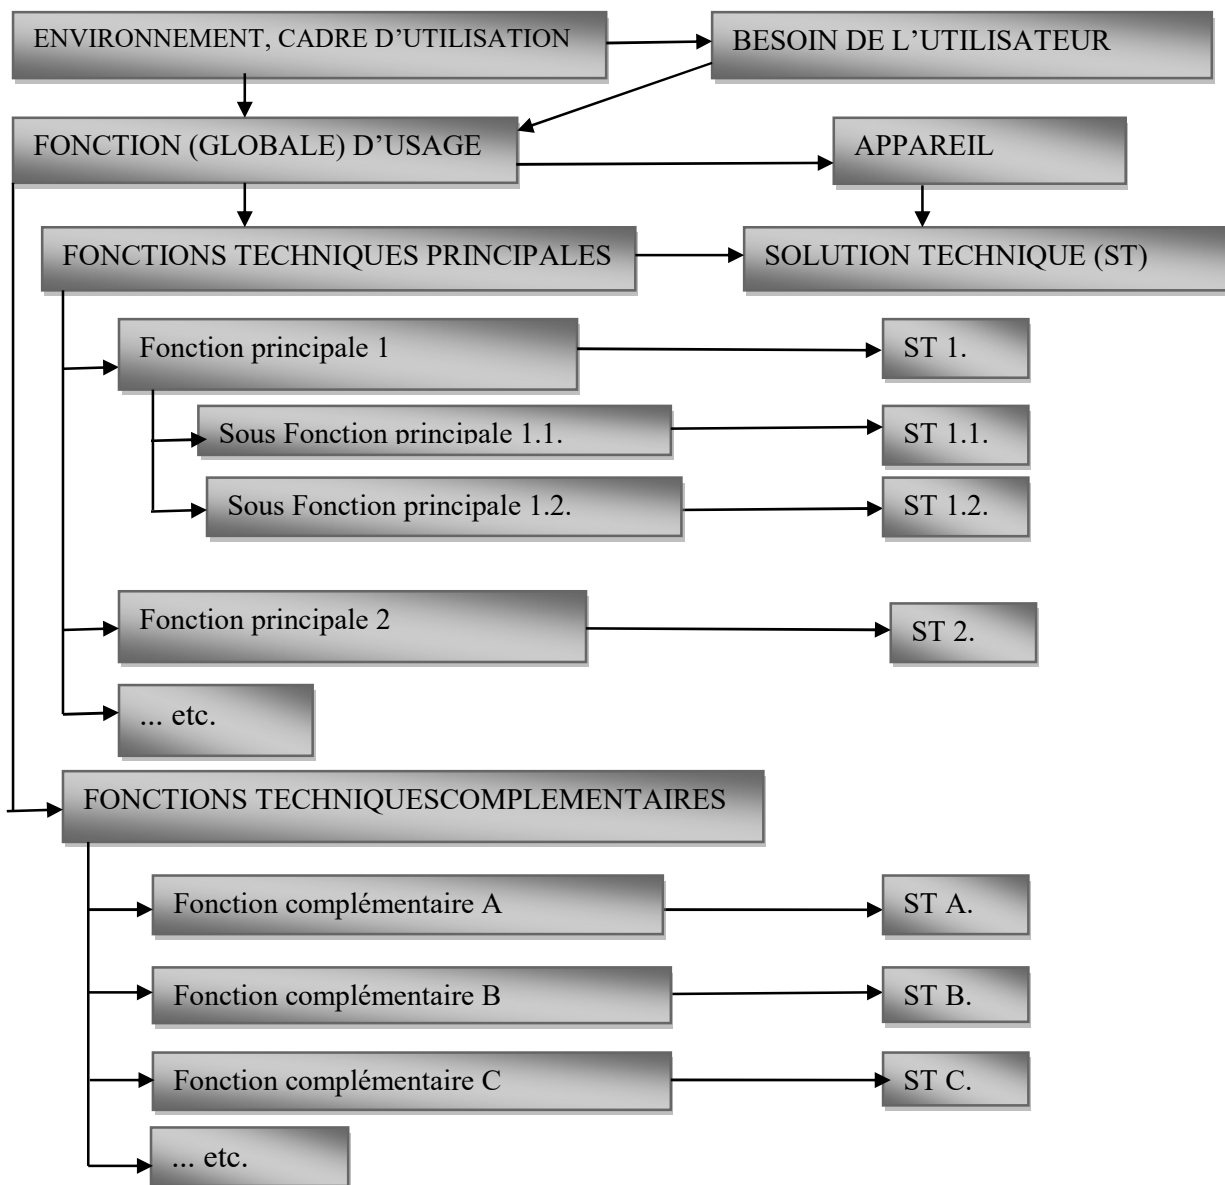 ENVIRONNEMENT, CADRE D’UTILISATION
BESOIN DE L’UTILISATEUR
FONCTION (GLOBALE) D’USAGE
APPAREIL
FONCTIONS TECHNIQUES PRINCIPALES
SOLUTION TECHNIQUE (ST)
Fonction principale 1
ST 1.
Sous Fonction principale 1.1.
ST 1.1.
Sous Fonction principale 1.2.
ST 1.2.
Fonction principale 2
ST 2.
... etc.
FONCTIONS TECHNIQUESCOMPLEMENTAIRES
Fonction complémentaire A
ST A.
Fonction complémentaire B
ST B.
Fonction complémentaire C
ST C.
... etc.